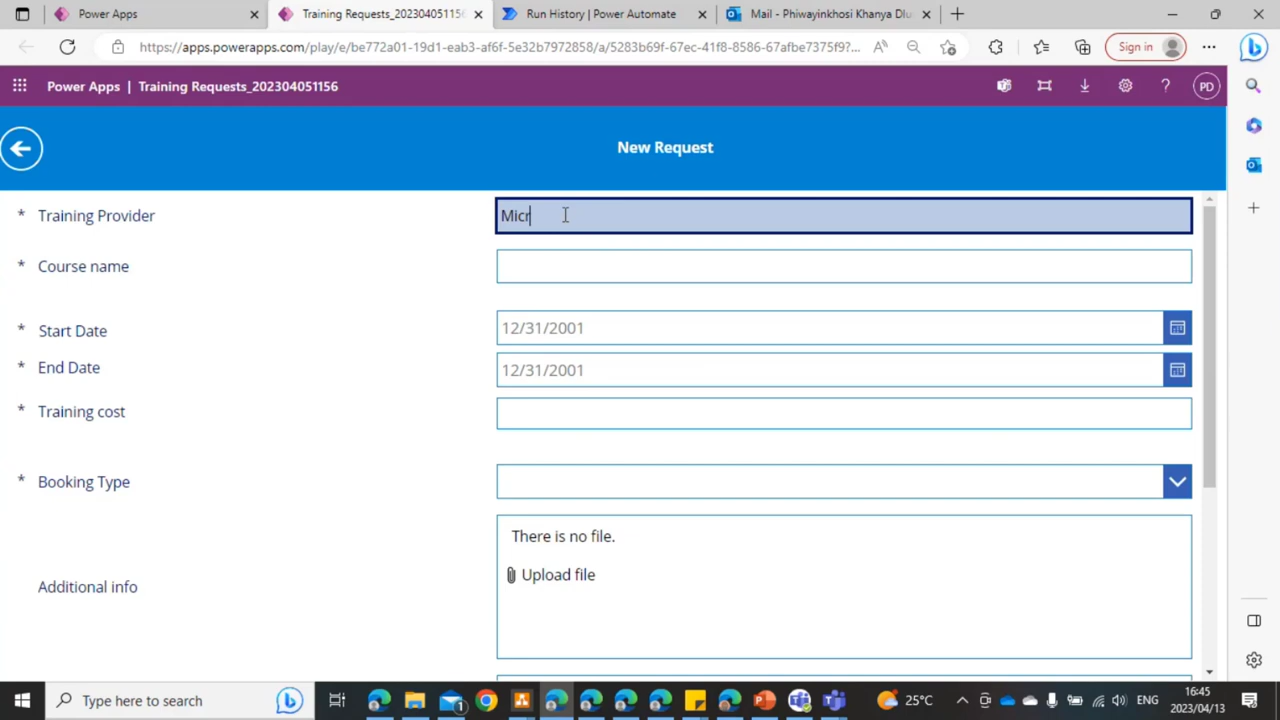 Power Apps
Training Requests_202304051156
Run History | Power Automate
Mail - Phiwayinkhosi Khanya Dlu
https://apps.powerapps.com/play/e/be772a01-19d1-eab3-af6f-5e32b7972858/a/5283b69f-67ec-41f8-8586-67afbe7375f9?...
Sign in
Power Apps | Training Requests_202304051156
PD
New Request
* Training Provider
Micr
* Course name
* Start Date
12/31/2001
* End Date
12/31/2001
* Training cost
* Booking Type
There is no file.
Upload file
Additional info
Type here to search
1
25°C
ENG
16:45
2023/04/13